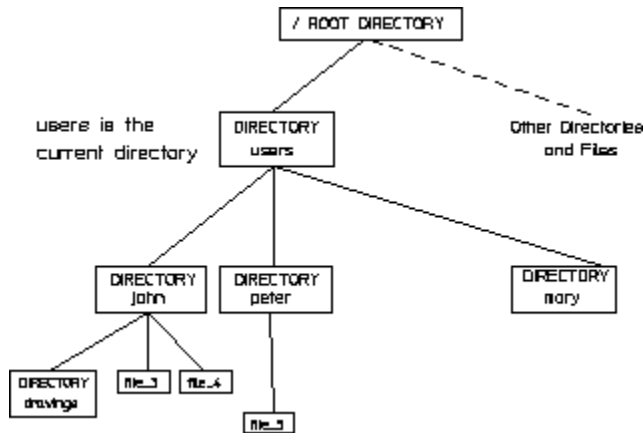 / ROOT DIRECTORY
users is the
current directory
DIRECTORY
users
Other Directories
and Files
DIRECTORY
john
DIRECTORY
peter
DIRECTORY
mary
DIRECTORY
drawings
file_3
file_4
file_5